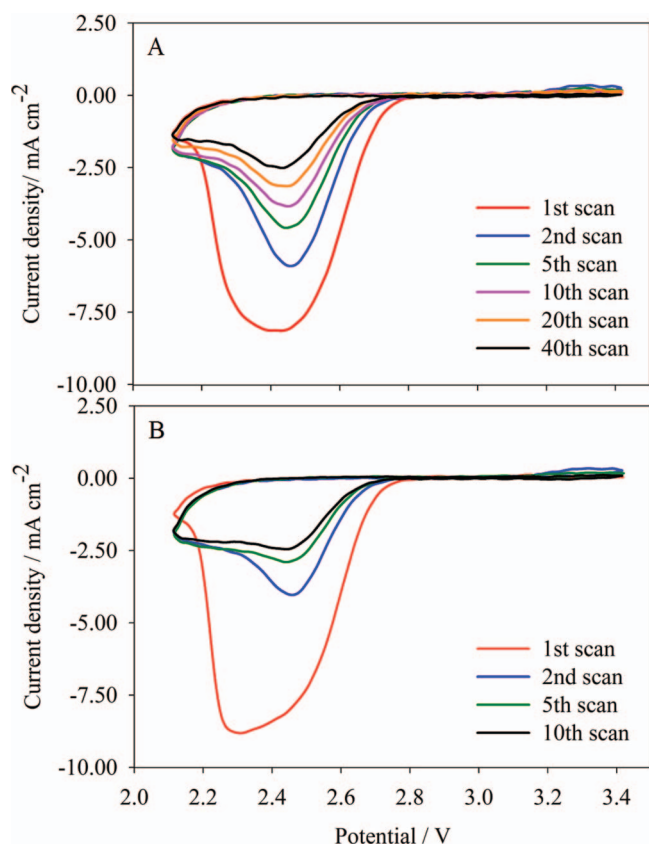 A
2.50
0.00
-2.50
-5.00
-7.50
-10.00
Current density/ mA cm-2
1st scan
2nd scan
5th scan
10th scan
20th scan
40th scan
B
2.50
0.00
-2.50
-5.00
-7.50
-10.00
Current density / mA cm-2
1st scan
2nd scan
5th scan
10th scan
2.0 2.2 2.4 2.6 2.8 3.0 3.2 3.4
Potential / V